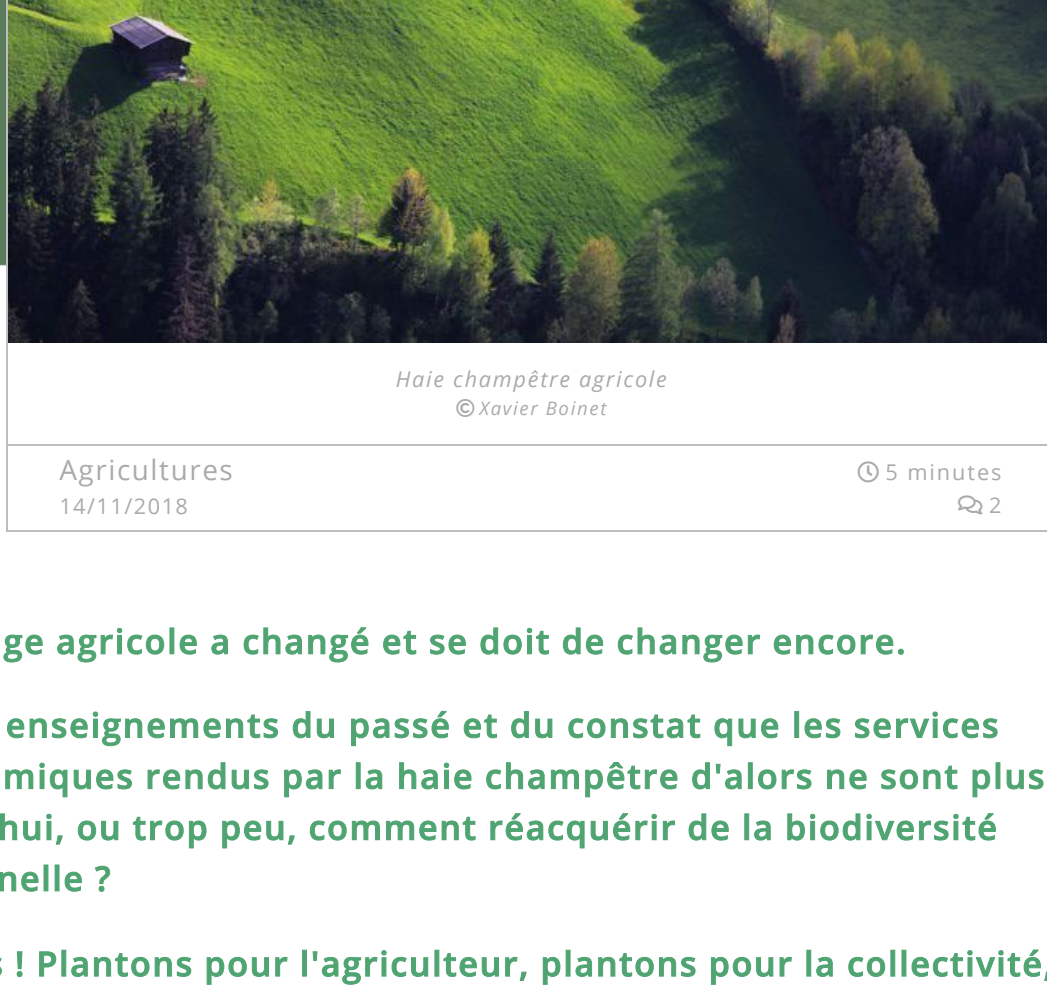 Haie champêtre agricole
© Xavier Boinet
Agricultures
5 minutes
14/11/2018
2
ge agricole a changé et se doit de changer encore.
enseignements du passé et du constat que les services
miques rendus par la haie champêtre d'alors ne sont plus
hui, ou trop peu, comment réacquérir de la biodiversité
nelle ?
s ! Plantons pour l'agriculteur, plantons pour la collectivité,